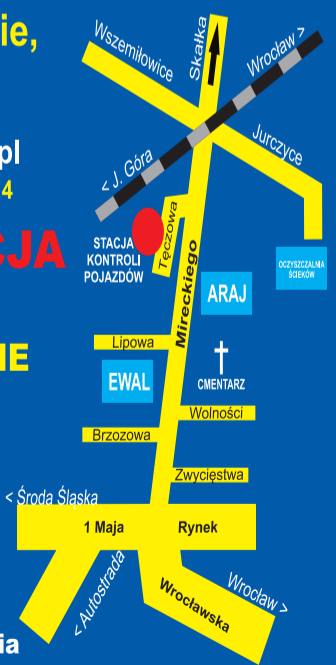 ie,
Wszemiłowice
Skałka
Wrocław >
pl
4
< J. Góra
Jurczyce
CJA
STACJA
KONTROLI
POJAZDÓW
Tęczowa
OCZYSZCZALNIA
ŚCIEKÓW
Mireckiego
ARAJ
Lipowa
IE
EWAL
CMENTARZ
Wolności
Brzozowa
Zwycięstwa
< Środa Śląska
1 Maja
Rynek
< Autostrada
Wrocławska
Wrocław >
ia